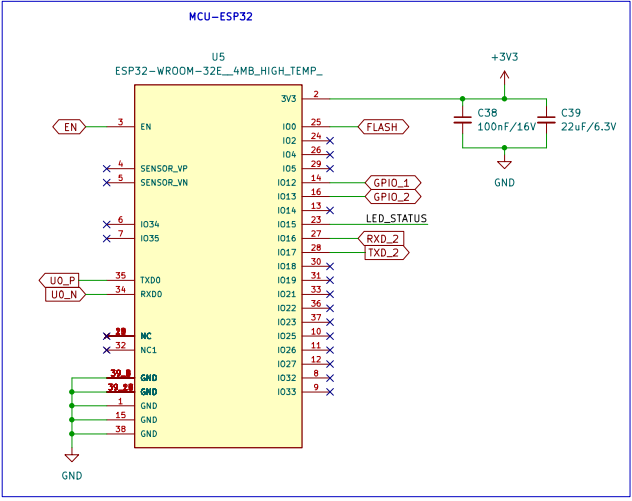 MCU-ESP32
U5
ESP32-WROOM-32E__4MB_HIGH_TEMP_
+3V3
C38
100nF/16V
C39
22uF/6.3V
GND
3V3 2
EN 3 EN
IO0 25 FLASH
IO2 24
IO4 26
4 SENSOR_VP
IO5 29
5 SENSOR_VN
IO12 14 GPIO_1
IO13 16 GPIO_2
IO14 13
6 IO34
IO15 23 LED_STATUS
7 IO35
IO16 27 RXD_2
IO17 28 TXD_2
IO18 30
U0_P 35 TXD0
IO19 31
U0_N 34 RXD0
IO21 33
IO22 36
IO23 37
NC
IO25 10
32 NC1
IO26 11
IO27 12
GND
IO32 8
GND
IO33 9
1 GND
15 GND
38 GND
GND